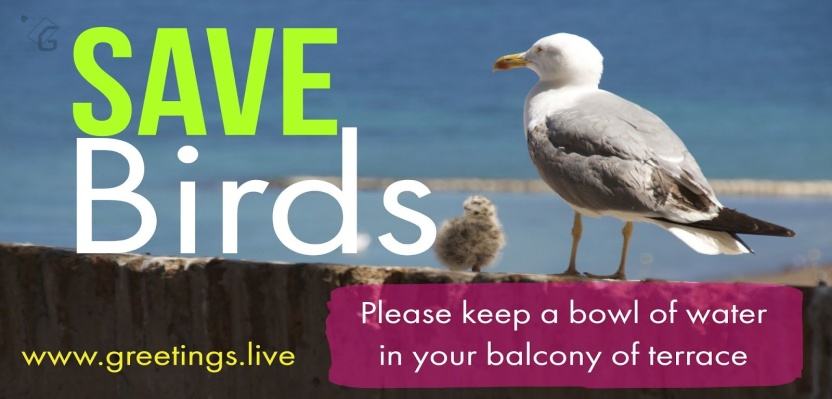 G
SAVE
Birds
Please keep a bowl of water
in your balcony of terrace
www.greetings.live